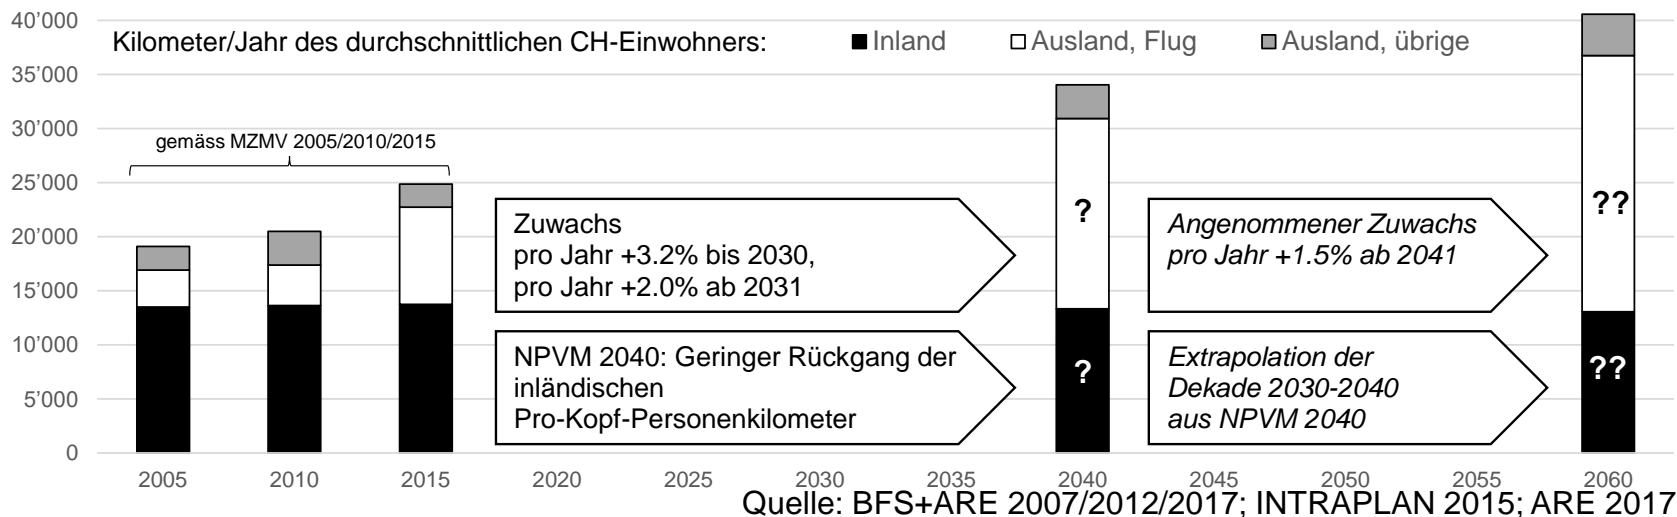 40’000
Kilometer/Jahr des durchschnittlichen CH-Einwohners: Inland Ausland, Flug Ausland, übrige
35’000
30’000
gemäss MZMV 2005/2010/2015
25’000
20’000
15’000
10’000
5’000
0
Zuwachs
pro Jahr +3.2% bis 2030,
pro Jahr +2.0% ab 2031
?
Angenommener Zuwachs
pro Jahr +1.5% ab 2041
??
NPVM 2040: Geringer Rückgang der
inländischen
Pro-Kopf-Personenkilometer
?
Extrapolation der
Dekade 2030-2040
aus NPVM 2040
??
2005 2010 2015 2020 2025 2030 2035 2040 2045 2050 2055 2060
Quelle: BFS+ARE 2007/2012/2017; INTRAPLAN 2015; ARE 2017